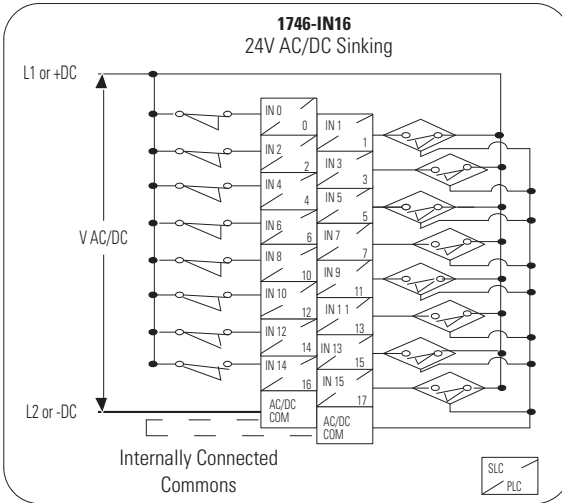 1746-IN16
24V AC/DC Sinking
L1 or +DC
IN 0
0
IN 1
1
IN 2
2
IN 3
3
IN 4
4
IN 5
5
IN 6
6
IN 7
7
V AC/DC
IN 8
10
IN 9
11
IN 10
12
IN 1 1
13
IN 12
14
IN 13
15
IN 14
16
IN 15
17
AC/DC
COM
AC/DC
COM
L2 or -DC
Internally Connected
Commons
SLC
PLC